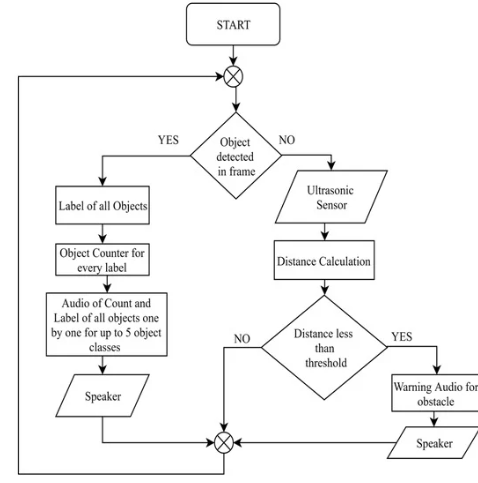 START
YES
Object
detected
in frame
NO
Label of all Objects
Ultrasonic
Sensor
Object Counter for
every label
Distance Calculation
Audio of Count and
Label of all objects one
by one for up to 5 object
classes
NO
Distance less
than
threshold
YES
Speaker
Warning Audio for
obstacle
Speaker